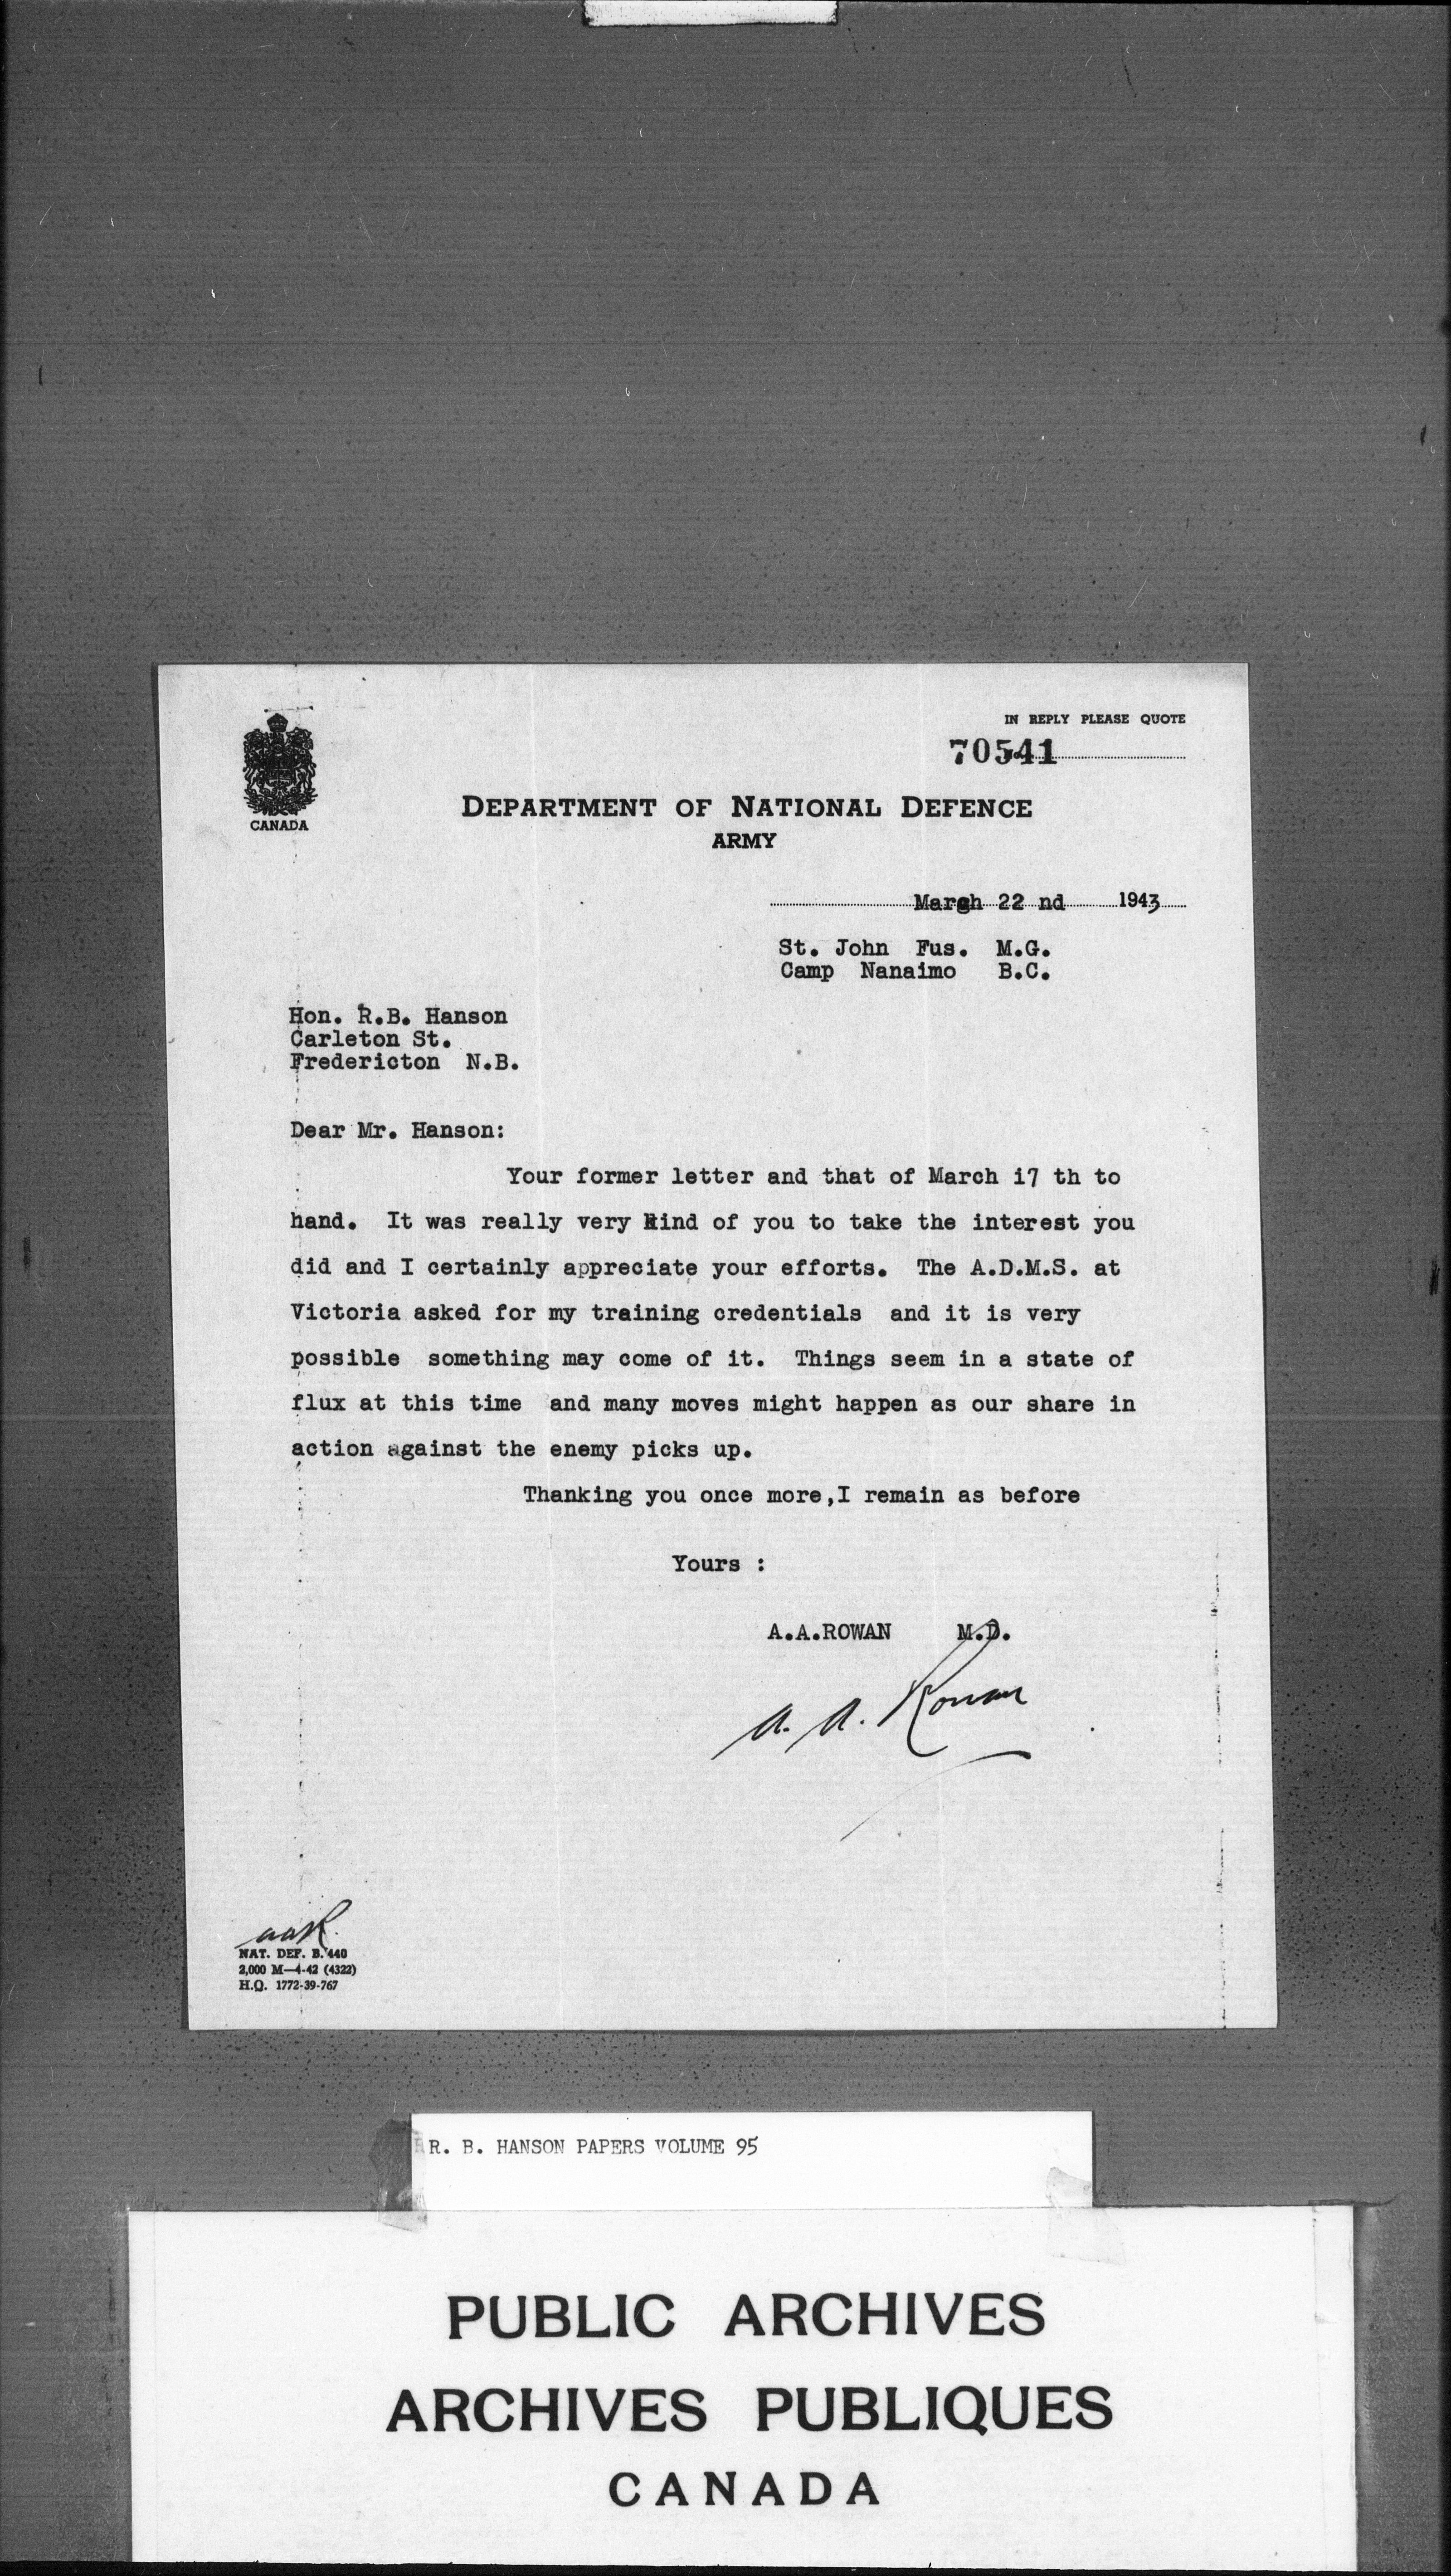 IN REPLY PLEASE QUOTE
70541
CANADA
DEPARTMENT OF NATIONAL DEFENCE
ARMY
March 22 nd 1943
St. John Fus. M.G.
Camp Nanaimo B.C.
Hon. R.B. Hanson
Carleton St.
Fredericton N.B.
Dear Mr. Hanson:
Your former letter and that of March 17 th to
hand. It was really very kind of you to take the interest you
did and I certainly appreciate your efforts. The A.D.M.S. at
Victoria asked for my training credentials and it is very
possible something may come of it. Things seem in a state of
flux at this time and many moves might happen as our share in
action against the enemy picks up.
Thanking you once more,I remain as before
Yours :
A.A.ROWAN M.D.
A. A. Rowan
aaR.
NAT. DEF. B. 440
2,000 M—4-42 (4322)
H.Q. 1772-39-767
R. B. HANSON PAPERS VOLUME 95
PUBLIC ARCHIVES
ARCHIVES PUBLIQUES
CANADA